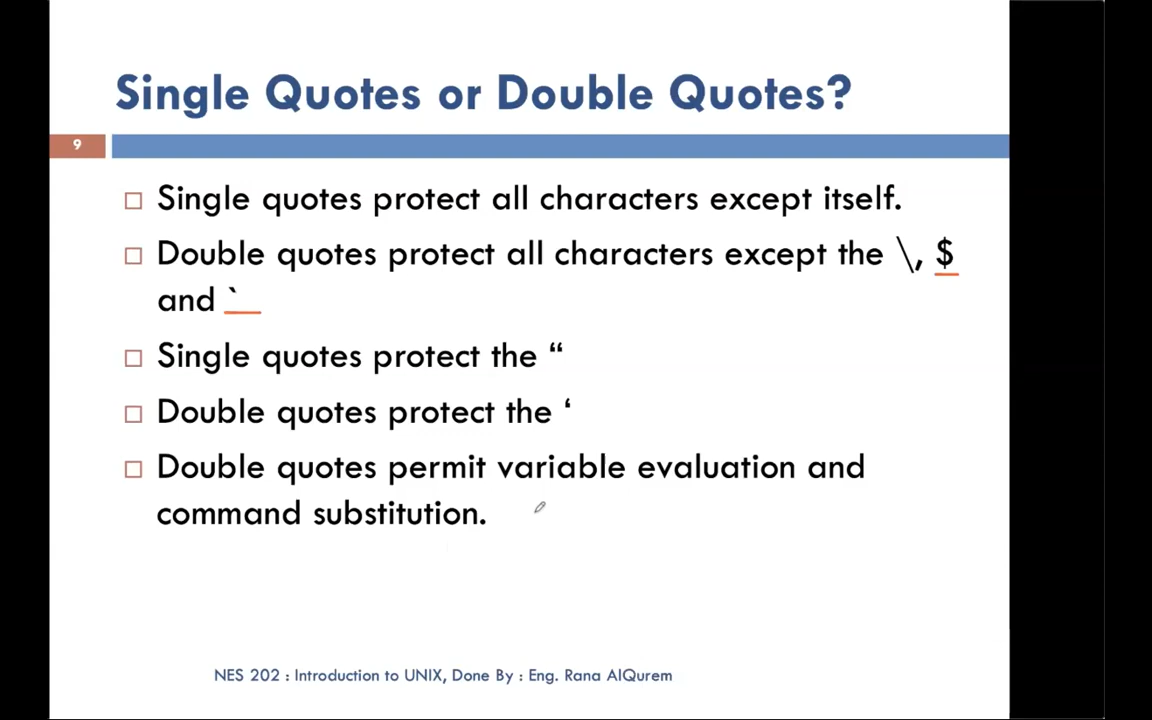 Single Quotes or Double Quotes?
9
Single quotes protect all characters except itself.
Double quotes protect all characters except the \, $
and `
Single quotes protect the “
Double quotes protect the ‘
Double quotes permit variable evaluation and
command substitution.
NES 202 : Introduction to UNIX, Done By : Eng. Rana AlQurem